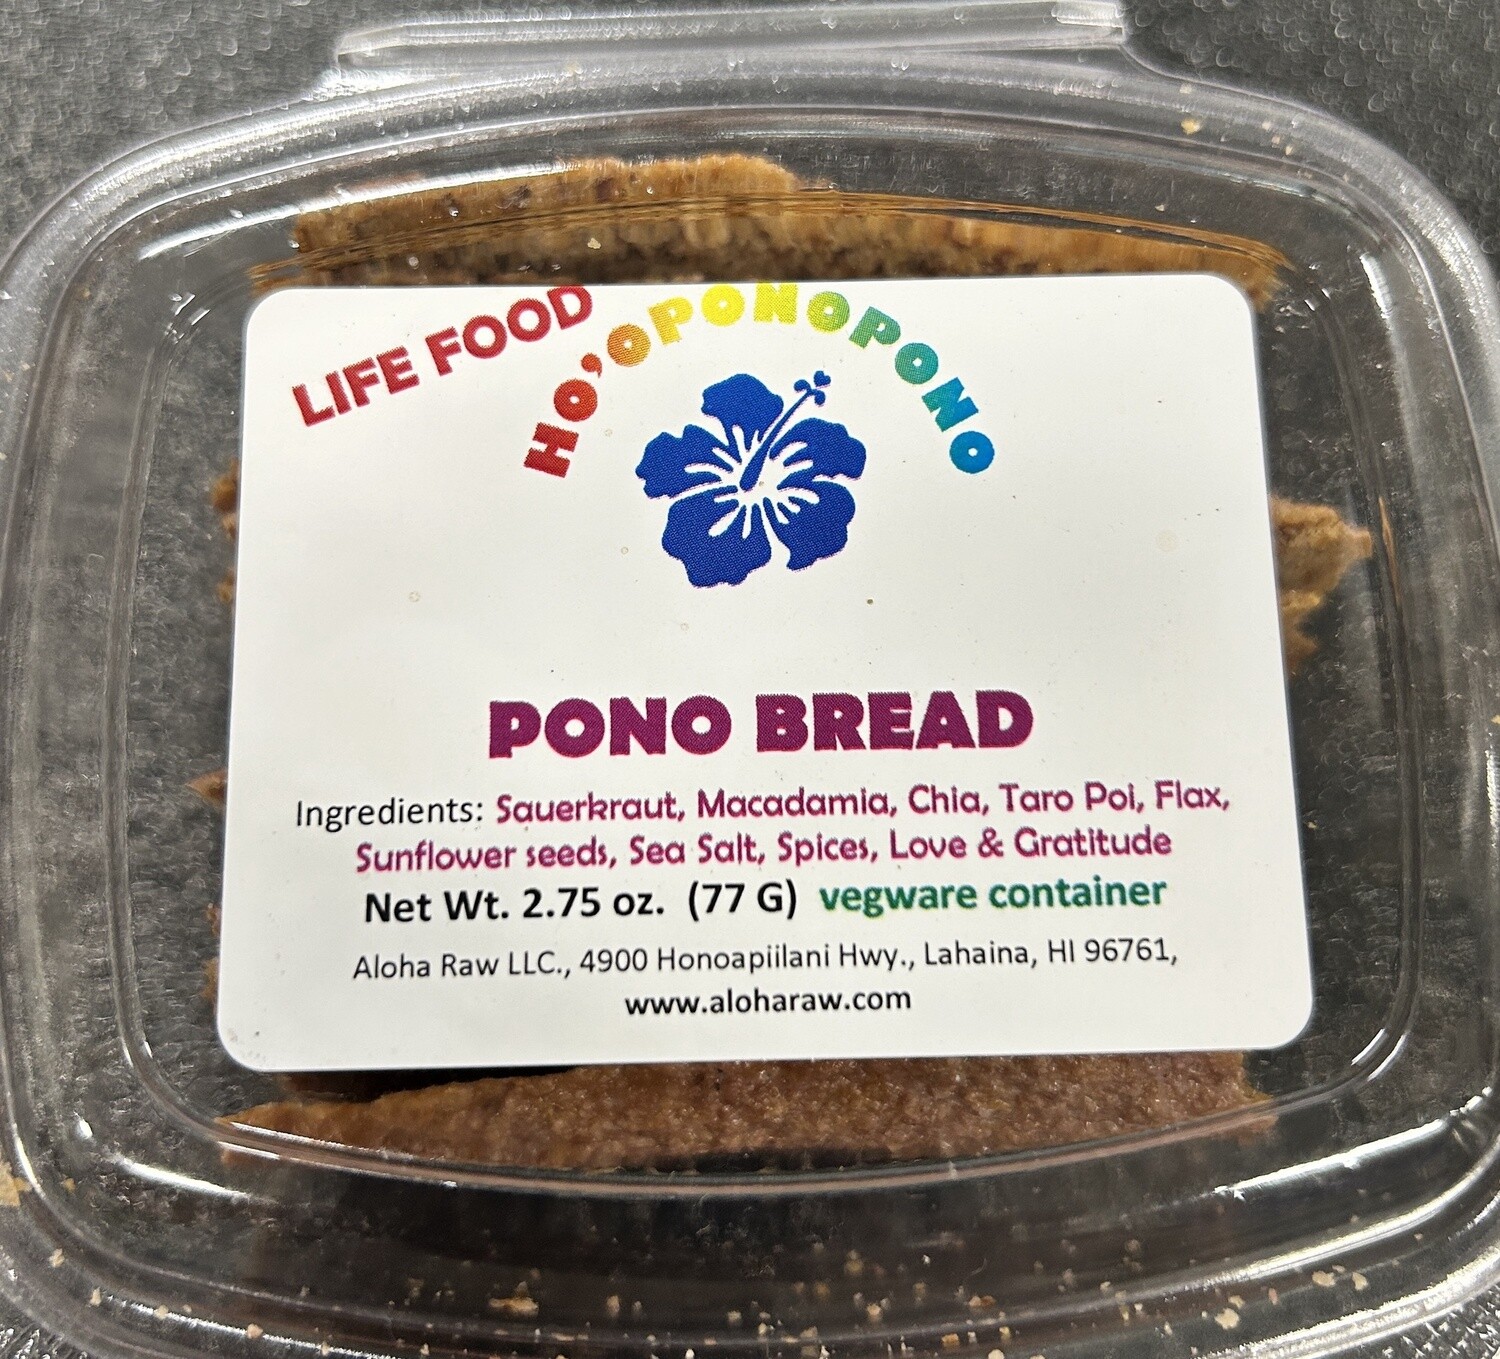 LIFE FOOD
HO'OPONOPONO
PONO BREAD
Ingredients: Sauerkraut, Macadamia, Chia, Taro Poi, Flax,
Sunflower seeds, Sea Salt, Spices, Love & Gratitude
Net Wt. 2.75 oz. (77 G) vegware container
Aloha Raw LLC., 4900 Honoapiilani Hwy., Lahaina, HI 96761,
www.aloharaw.com